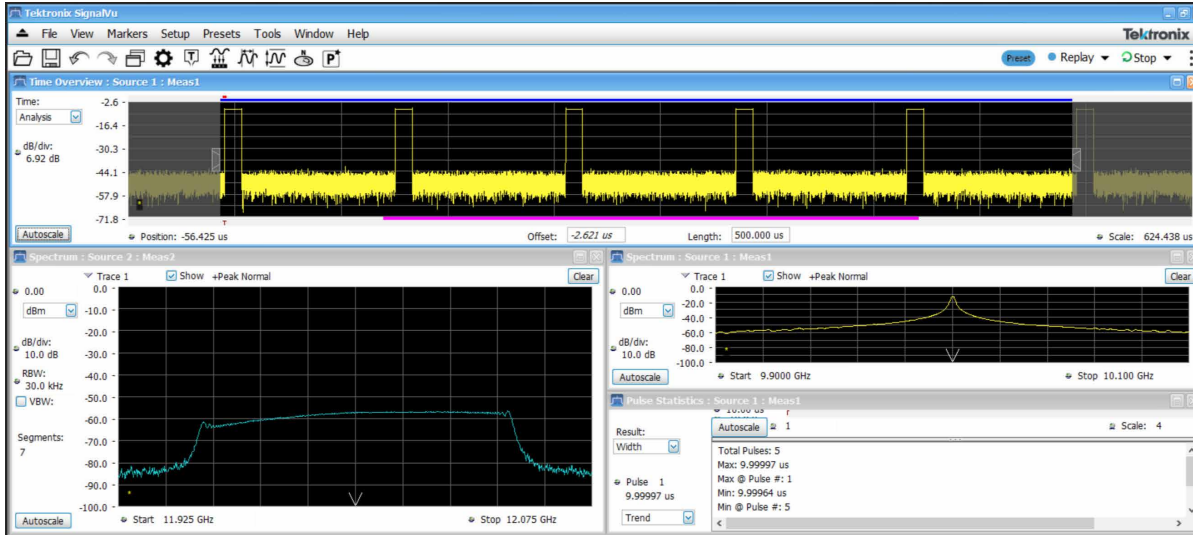 Tektronix SignalVu
File View Markers Setup Presets Tools Window Help
Tektronix
Preset Replay Stop
Time Overview : Source 1 : Meas1
Time:
Analysis
dB/div:
6.92 dB
-2.6
-16.4
-30.3
-44.1
-57.9
-71.8
T
Autoscale Position: -56.425 us Offset: -2.621 us Length: 500.000 us Scale: 624.438 us
Spectrum : Source 2 : Meas2
Trace 1 Show +Peak Normal Clear
0.00
dBm
dB/div:
10.0 dB
RBW:
30.0 kHz
VBW:
Segments:
7
0.0
-10.0
-20.0
-30.0
-40.0
-50.0
-60.0
-70.0
-80.0
-90.0
-100.0
Autoscale Start 11.925 GHz Stop 12.075 GHz
Spectrum : Source 1 : Meas1
Trace 1 Show +Peak Normal Clear
0.00
dBm
dB/div:
10.0 dB
0.0
-20.0
-40.0
-60.0
-80.0
-100.0
Autoscale Start 9.9000 GHz Stop 10.100 GHz
Pulse Statistics : Source 1 : Meas1
Result:
Width
Pulse 1
9.99997 us
Trend
Autoscale 1 Scale: 4
Total Pulses: 5
Max: 9.99997 us
Max @ Pulse #: 1
Min: 9.99964 us
Min @ Pulse #: 5